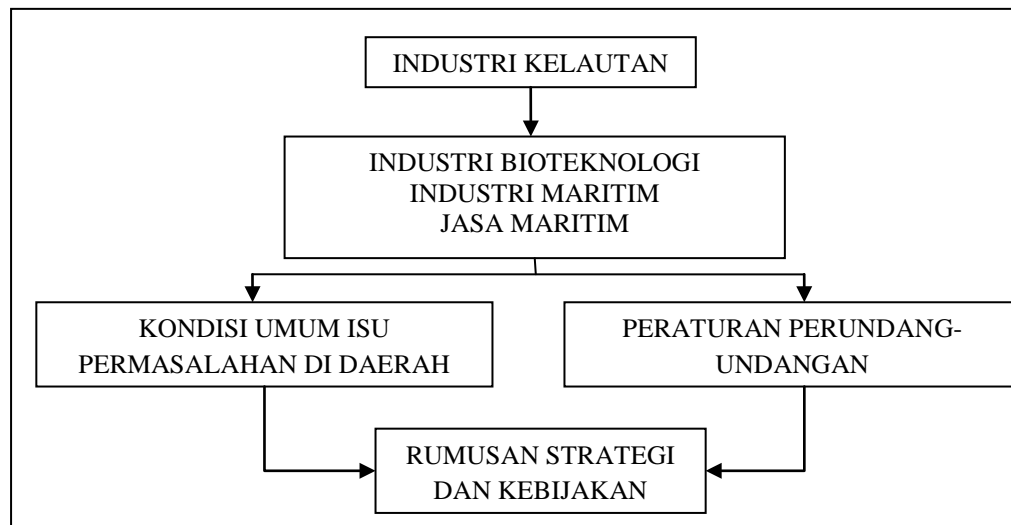 INDUSTRI KELAUTAN
INDUSTRI BIOTEKNOLOGI
INDUSTRI MARITIM
JASA MARITIM
KONDISI UMUM ISU
PERMASALAHAN DI DAERAH
PERATURAN PERUNDANG-
UNDANGAN
RUMUSAN STRATEGI
DAN KEBIJAKAN